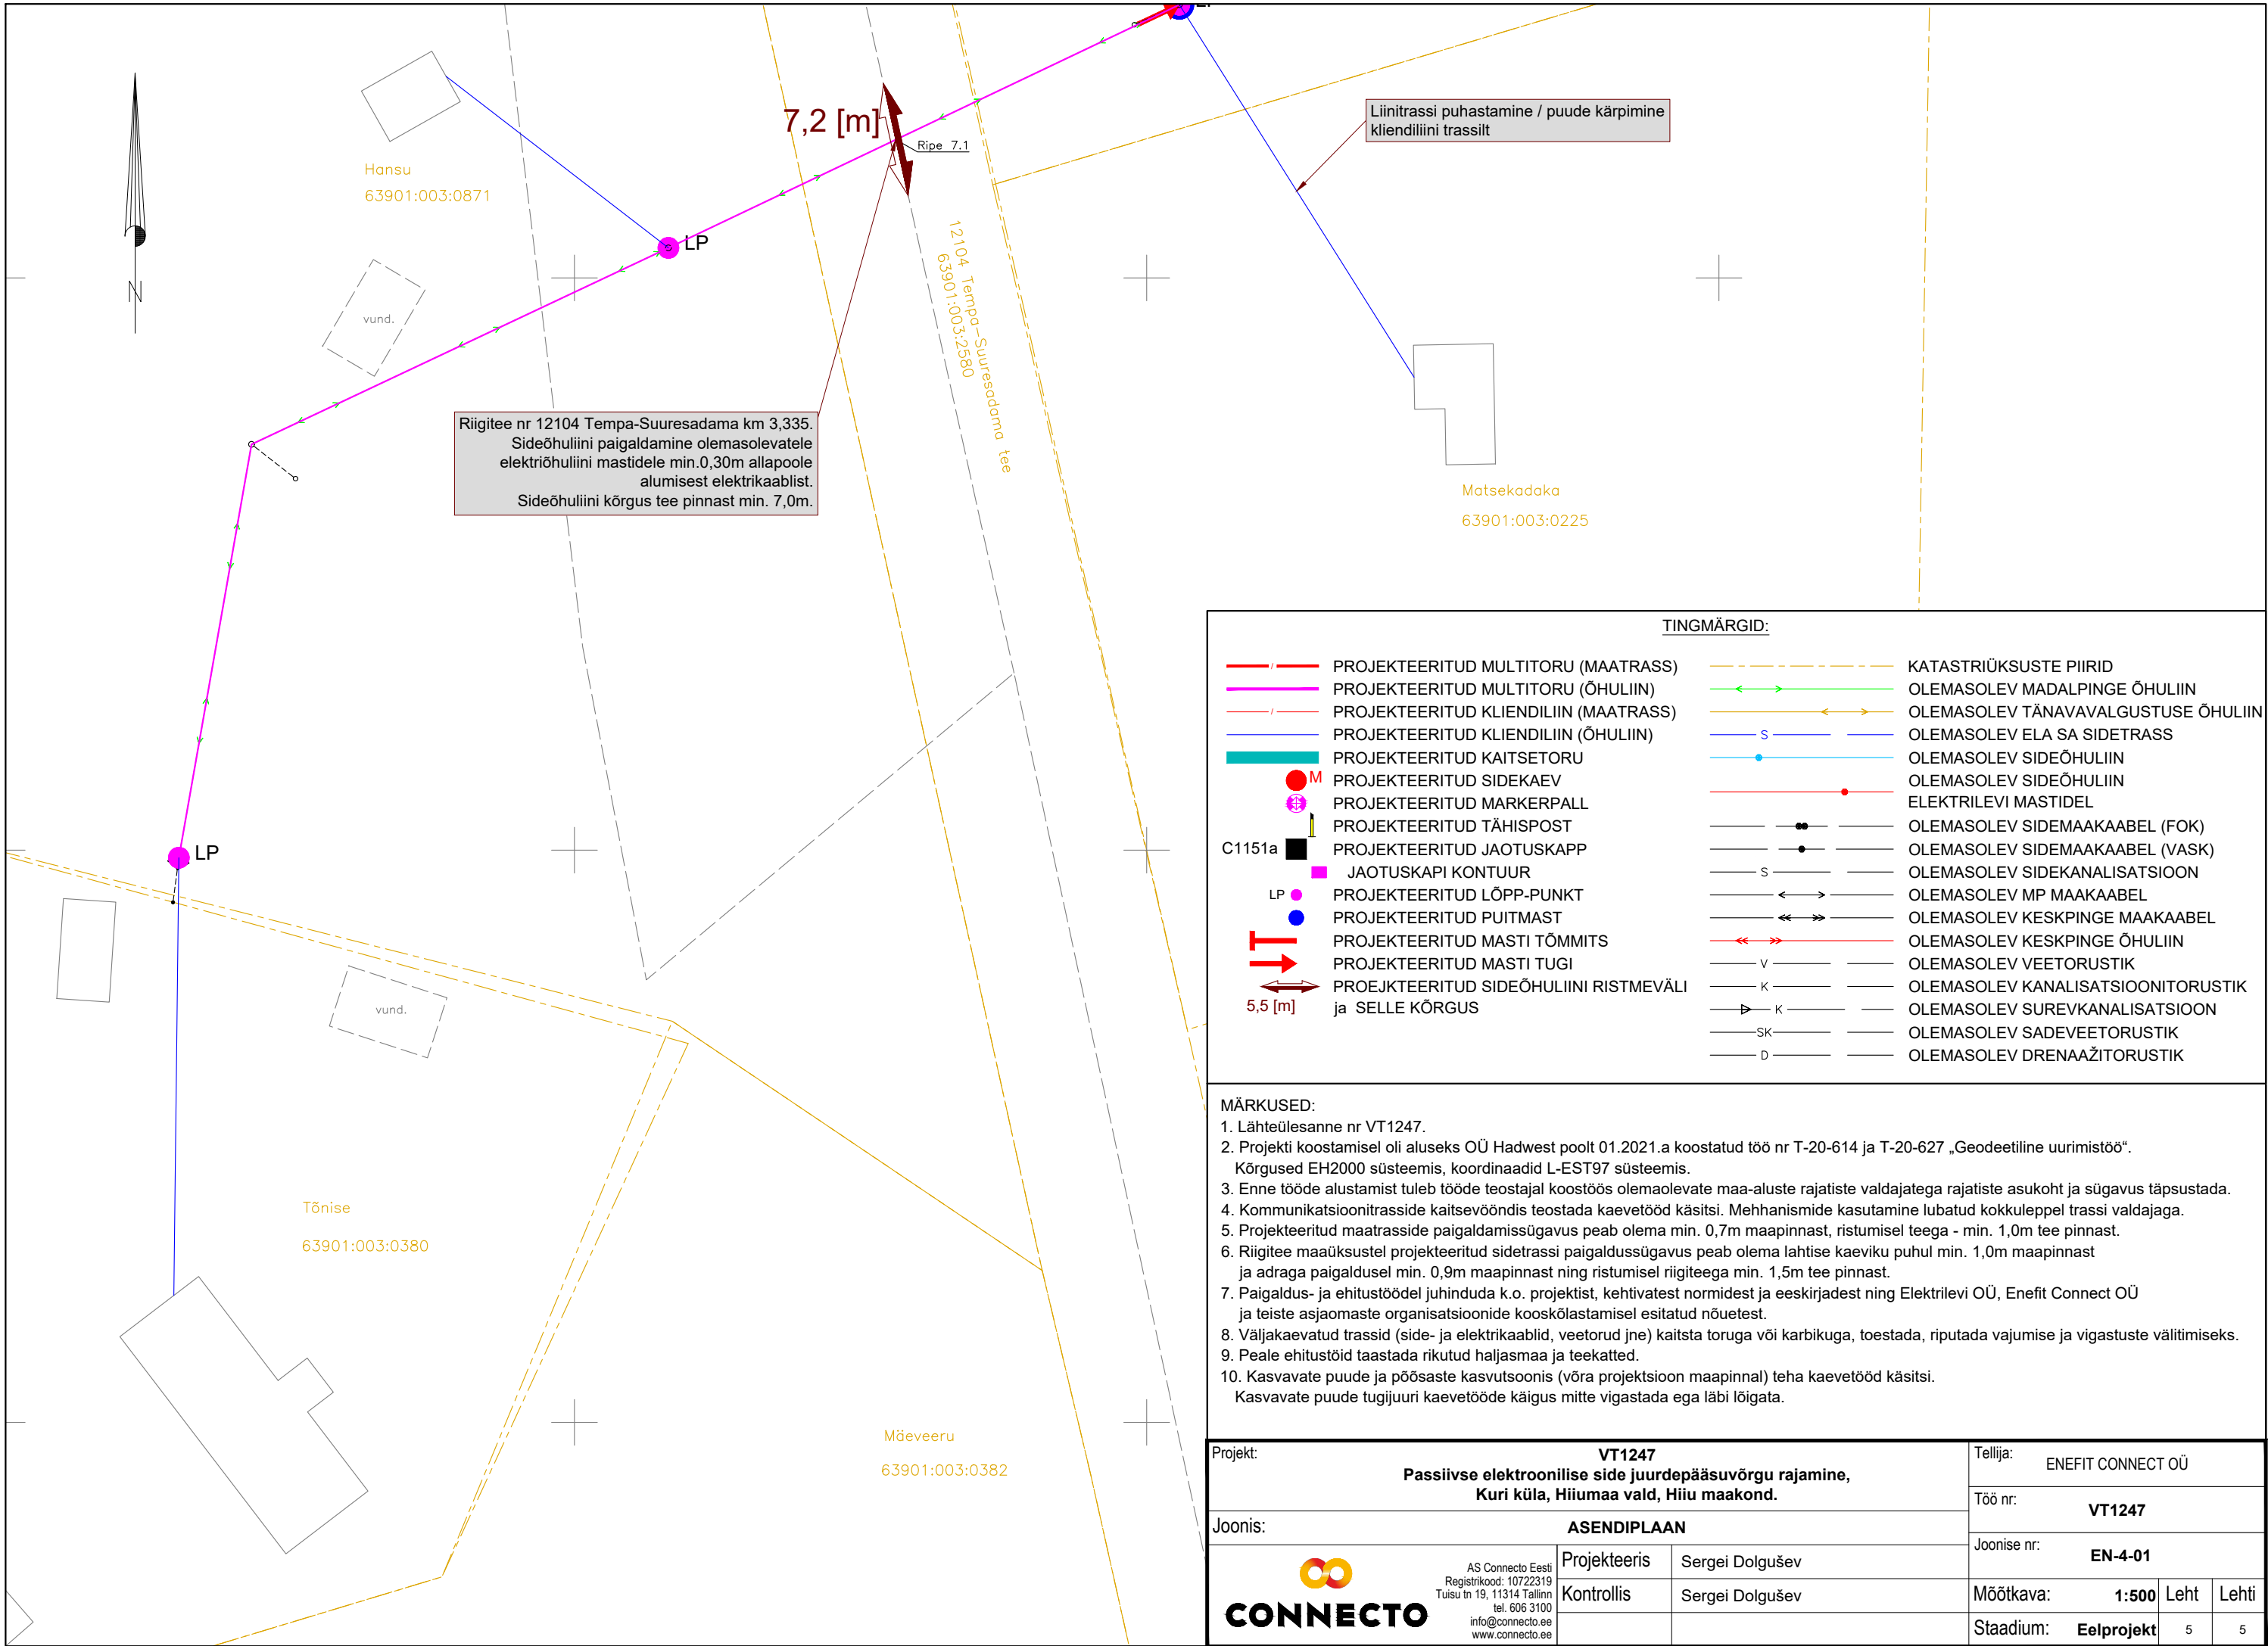 7,2 [m]
Ripe 7.1
Liinitrassi puhastamine / puude kärpimine
kliendiliini trassilt
Hansu
63901:003:0871
LP
N
vund.
12104 Tempa-Suuresadama tee
63901:003:2580
Riigitee nr 12104 Tempa-Suuresadama km 3,335.
Sideõhuliini paigaldamine olemasolevatele
elektriõhuliini mastidele min.0,30m allapoole
alumisest elektrikaablist.
Sideõhuliini kõrgus tee pinnast min. 7,0m.
Matsekadaka
63901:003:0225
LP
vund.
Tõnise
63901:003:0380
Mäeveeru
63901:003:0382
TINGMÄRGID:
PROJEKTEERITUD MULTITORU (MAATRASS)
PROJEKTEERITUD MULTITORU (ÕHULIIN)
PROJEKTEERITUD KLIENDILIIN (MAATRASS)
PROJEKTEERITUD KLIENDILIIN (ÕHULIIN)
PROJEKTEERITUD KAITSETORU
M PROJEKTEERITUD SIDEKAEV
PROJEKTEERITUD MARKERPALL
PROJEKTEERITUD TÄHISPOST
C1151a PROJEKTEERITUD JAOTUSKAPP
JAOTUSKAPI KONTUUR
LP PROJEKTEERITUD LÕPP-PUNKT
PROJEKTEERITUD PUITMAST
PROJEKTEERITUD MASTI TÕMMITS
PROJEKTEERITUD MASTI TUGI
PROEJKTEERITUD SIDEÕHULIINI RISTMEVÄLI
5,5 [m] ja SELLE KÕRGUS
KATASTRIÜKSUSTE PIIRID
OLEMASOLEV MADALPINGE ÕHULIIN
OLEMASOLEV TÄNAVAVALGUSTUSE ÕHULIIN
S OLEMASOLEV ELA SA SIDETRASS
OLEMASOLEV SIDEÕHULIIN
OLEMASOLEV SIDEÕHULIIN
ELEKTRILEVI MASTIDEL
OLEMASOLEV SIDEMAAKAABEL (FOK)
OLEMASOLEV SIDEMAAKAABEL (VASK)
S OLEMASOLEV SIDEKANALISATSIOON
OLEMASOLEV MP MAAKAABEL
OLEMASOLEV KESKPINGE MAAKAABEL
OLEMASOLEV KESKPINGE ÕHULIIN
V OLEMASOLEV VEETORUSTIK
K OLEMASOLEV KANALISATSIOONITORUSTIK
K OLEMASOLEV SUREVKANALISATSIOON
SK OLEMASOLEV SADEVEETORUSTIK
D OLEMASOLEV DRENAAŽITORUSTIK
MÄRKUSED:
1. Lähteülesanne nr VT1247.
2. Projekti koostamisel oli aluseks OÜ Hadwest poolt 01.2021.a koostatud töö nr T-20-614 ja T-20-627 „Geodeetiline uurimistöö“.
Kõrgused EH2000 süsteemis, koordinaadid L-EST97 süsteemis.
3. Enne tööde alustamist tuleb tööde teostajal koostöös olemaolevate maa-aluste rajatiste valdajatega rajatiste asukoht ja sügavus täpsustada.
4. Kommunikatsioonitrasside kaitsevööndis teostada kaevetööd käsitsi. Mehhanismide kasutamine lubatud kokkuleppel trassi valdajaga.
5. Projekteeritud maatrasside paigaldamissügavus peab olema min. 0,7m maapinnast, ristumisel teega - min. 1,0m tee pinnast.
6. Riigitee maaüksustel projekteeritud sidetrassi paigaldussügavus peab olema lahtise kaeviku puhul min. 1,0m maapinnast
ja adraga paigaldusel min. 0,9m maapinnast ning ristumisel riigiteega min. 1,5m tee pinnast.
7. Paigaldus- ja ehitustöödel juhinduda k.o. projektist, kehtivatest normidest ja eeskirjadest ning Elektrilevi OÜ, Enefit Connect OÜ
ja teiste asjaomaste organisatsioonide kooskõlastamisel esitatud nõuetest.
8. Väljakaevatud trassid (side- ja elektrikaablid, veetorud jne) kaitsta toruga või karbikuga, toestada, riputada vajumise ja vigastuste välitimiseks.
9. Peale ehitustöid taastada rikutud haljasmaa ja teekatted.
10. Kasvavate puude ja põõsaste kasvutsoonis (võra projektsioon maapinnal) teha kaevetööd käsitsi.
Kasvavate puude tugijuuri kaevetööde käigus mitte vigastada ega läbi lõigata.
Projekt: VT1247
Passiivse elektroonilise side juurdepääsuvõrgu rajamine,
Kuri küla, Hiiumaa vald, Hiiu maakond.
Tellija: ENEFIT CONNECT OÜ
Töö nr: VT1247
Joonis: ASENDIPLAAN
Joonise nr: EN-4-01
CONNECTO
AS Connecto Eesti
Registrikood: 10722319
Tuisu tn 19, 11314 Tallinn
tel. 606 3100
info@connecto.ee
www.connecto.ee
Projekteeris Sergei Dolgušev
Kontrollis Sergei Dolgušev
Mõõtkava: 1:500 Leht Lehti
Staadium: Eelprojekt 5 5